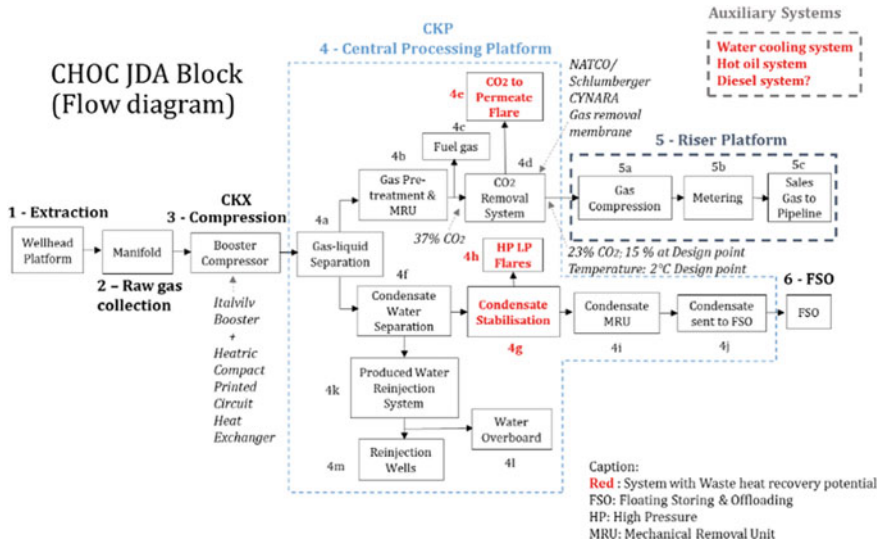 Auxiliary Systems
Water cooling system
Hot oil system
Diesel system?
CKP
4 - Central Processing Platform
CHOC JDA Block
(Flow diagram)
NATCO/
Schlumberger
CYNARA
Gas removal
membrane
4e
CO2 to
Permeate
Flare
4c
Fuel gas
4b
Gas Pre-
treatment &
MRU
4d
CO2
Removal
System
37% CO2
5 - Riser Platform
5a
Gas
Compression
5b
Metering
5c
Sales
Gas to
Pipeline
23% CO2; 15 % at Design point
Temperature: 2°C Design point
1 - Extraction
Wellhead
Platform
Manifold
2 – Raw gas
collection
CKX
3 - Compression
Booster
Compressor
Italvilv
Booster
+
Heatric
Compact
Printed
Circuit
Heat
Exchanger
4a
Gas-liquid
Separation
4h
HP LP
Flares
4f
Condensate
Water
Separation
Condensate
Stabilisation
4g
Condensate
MRU
4i
Condensate
sent to FSO
4j
6 - FSO
FSO
4k
Produced Water
Reinjection
System
Water
Overboard
4l
4m
Reinjection
Wells
Caption:
Red : System with Waste heat recovery potential
FSO: Floating Storing & Offloading
HP: High Pressure
MRU: Mechanical Removal Unit